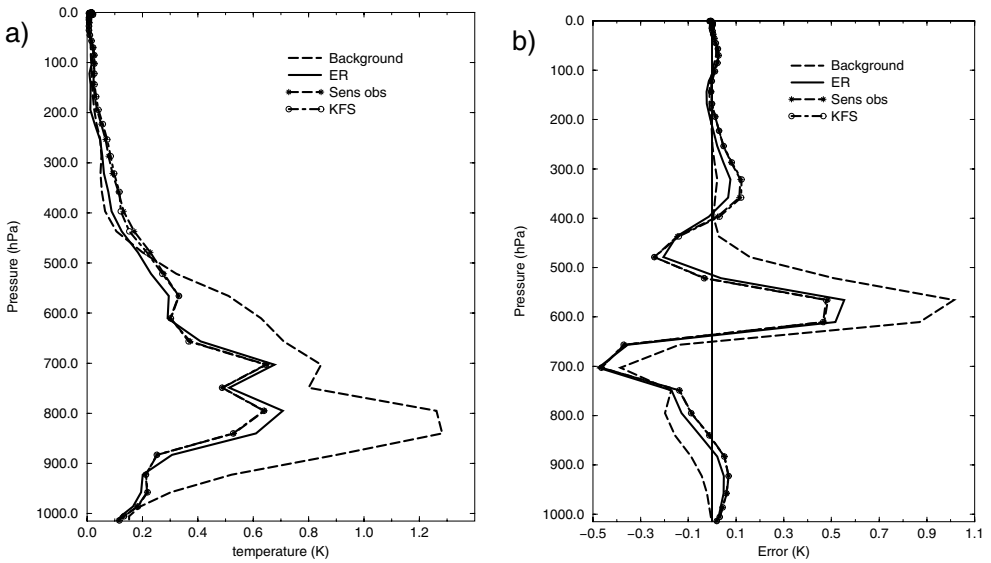 a)
0.0
100.0
200.0
300.0
400.0
500.0
600.0
700.0
800.0
900.0
1000.0
Pressure (hPa)
0.0 0.2 0.4 0.6 0.8 1.0 1.2
temperature (K)
Background
ER
Sens obs
KFS
b)
0.0
100.0
200.0
300.0
400.0
500.0
600.0
700.0
800.0
900.0
1000.0
Pressure (hPa)
−0.5 −0.3 −0.1 0.1 0.3 0.5 0.7 0.9 1.1
Error (K)
Background
ER
Sens obs
KFS